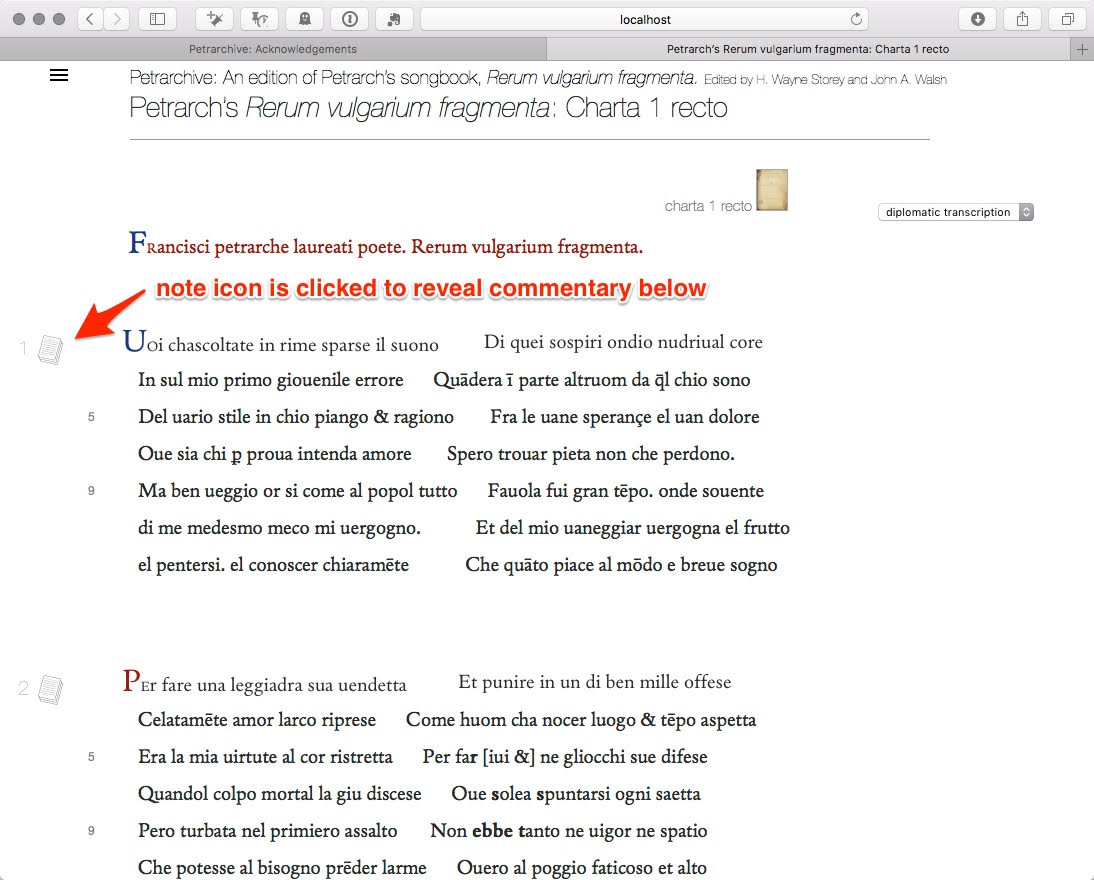 localhost
Petrarchive: Acknowledgements
Petrarch's Rerum vulgarium fragmenta: Charta 1 recto
Petrarchive: An edition of Petrarch's songbook, Rerum vulgarium fragmenta. Edited by H. Wayne Storey and John A. Walsh
Petrarch's Rerum vulgarium fragmenta: Charta 1 recto
charta 1 recto
diplomatic transcription
Francisci petrarche laureati poete. Rerum vulgarium fragmenta.
note icon is clicked to reveal commentary below
1 Uoi chascoltate in rime sparse il suono Di quei sospiri ondio nudriual core
In sul mio primo giouenile errore Quādera ī parte altruom da q̄l chio sono
5 Del uario stile in chio piango & ragiono Fra le uane sperançe el uan dolore
Oue sia chi ꝑ proua intenda amore Spero trouar pieta non che perdono.
9 Ma ben ueggio or si come al popol tutto Fauola fui gran tēpo. onde souente
di me medesmo meco mi uergogno. Et del mio uaneggiar uergogna el frutto
el pentersi. el conoscer chiaramēte Che quāto piace al mōdo e breue sogno
2 PEr fare una leggiadra sua uendetta Et punire in un di ben mille offese
Celatamēte amor larco riprese Come huom cha nocer luogo & tēpo aspetta
5 Era la mia uirtute al cor ristretta Per far [iui &] ne gliocchi sue difese
Quandol colpo mortal la giu discese Oue solea spuntarsi ogni saetta
9 Pero turbata nel primiero assalto Non ebbe tanto ne uigor ne spatio
Che potesse al bisogno prēder larme Ouero al poggio faticoso et alto